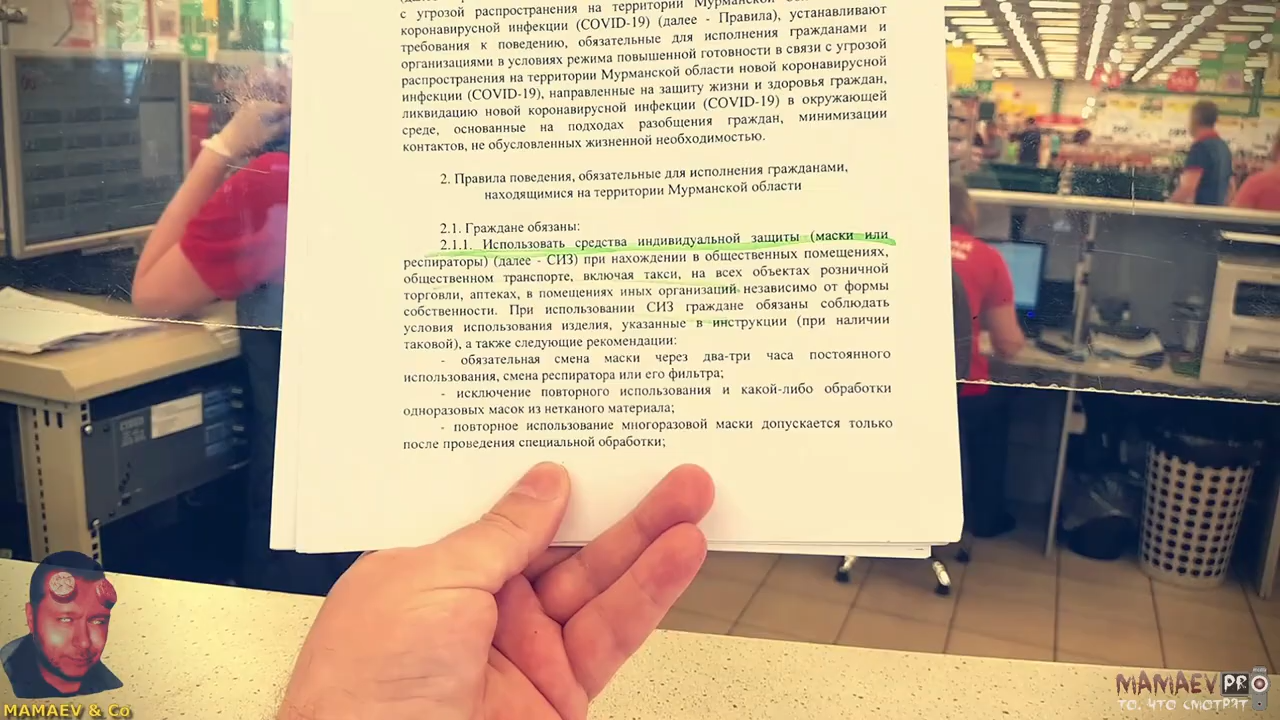 с угрозой распространения на территории Мурманской
коронавирусной инфекции (COVID-19) (далее - Правила), устанавливают
требования к поведению, обязательные для исполнения гражданами и
организациями в условиях режима повышенной готовности в связи с угрозой
распространения на территории Мурманской области новой коронавирусной
инфекции (COVID-19), направленные на защиту жизни и здоровья граждан,
ликвидацию новой коронавирусной инфекции (COVID-19) в окружающей
среде, основанные на подходах разобщения граждан, минимизации
контактов, не обусловленных жизненной необходимостью.
2. Правила поведения, обязательные для исполнения гражданами,
находящимися на территории Мурманской области
2.1. Граждане обязаны:
2.1.1. Использовать средства индивидуальной защиты (маски или
респираторы) (далее - СИЗ) при нахождении в общественных помещениях,
общественном транспорте, включая такси, на всех объектах розничной
торговли, аптеках, в помещениях иных организаций независимо от формы
собственности. При использовании СИЗ граждане обязаны соблюдать
условия использования изделия, указанные в инструкции (при наличии
таковой), а также следующие рекомендации:
- обязательная смена маски через два-три часа постоянного
использования, смена респиратора или его фильтра;
- исключение повторного использования и какой-либо обработки
одноразовых масок из нетканого материала;
- повторное использование многоразовой маски допускается только
после проведения специальной обработки;
MAMAEV & Co
MAMAEV PRO
ТО, ЧТО СМОТРЯТ